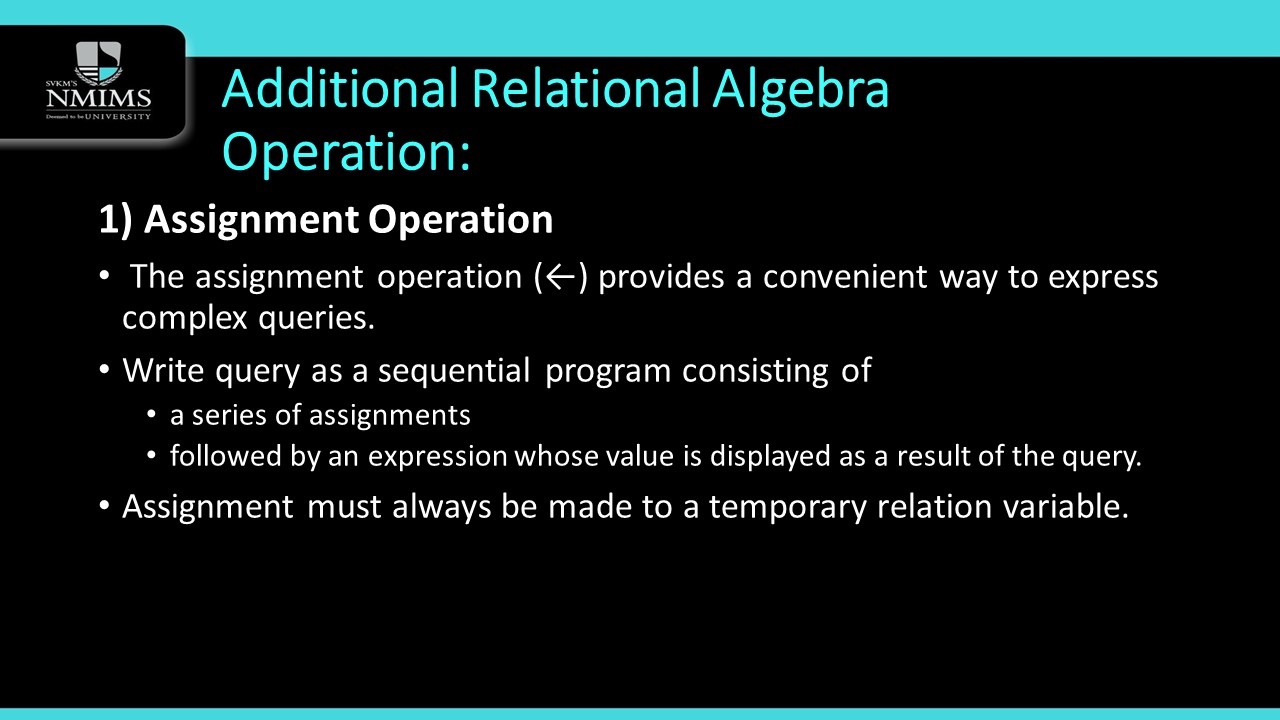 SVKM'S
NMIMS
Deemed to be UNIVERSITY
Additional Relational Algebra
Operation:
1) Assignment Operation
• The assignment operation (←) provides a convenient way to express
complex queries.
• Write query as a sequential program consisting of
• a series of assignments
• followed by an expression whose value is displayed as a result of the query.
• Assignment must always be made to a temporary relation variable.